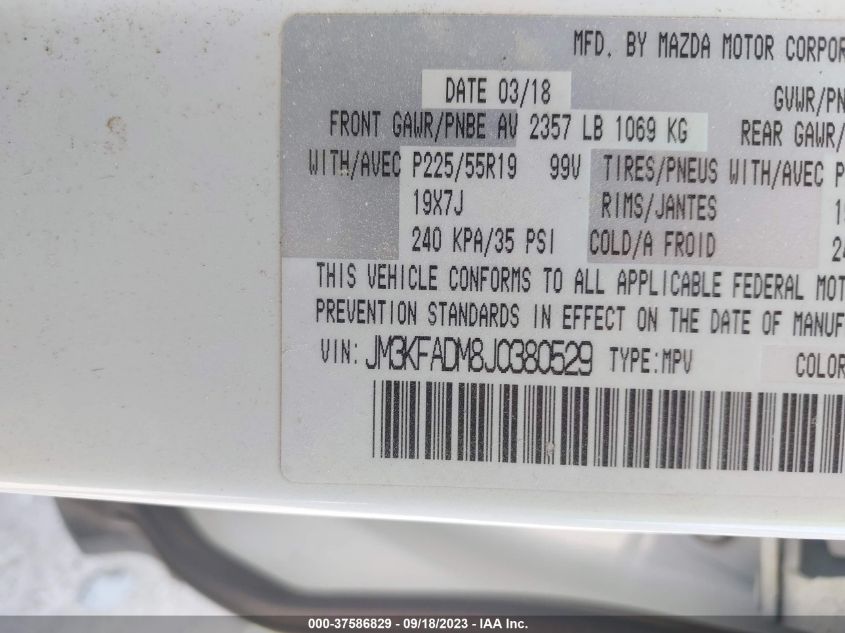 MFD. BY MAZDA MOTOR CORPOR
DATE 03/18
GVWR/PN
FRONT GAWR/PNBE AV 2357 LB 1069 KG
REAR GAWR/
WITH/AVEC P225/55R19 99V TIRES/PNEUS WITH/AVEC P
19X7J RIMS/JANTES 19
240 KPA/35 PSI COLD/A FROID 24
THIS VEHICLE CONFORMS TO ALL APPLICABLE FEDERAL MOT
PREVENTION STANDARDS IN EFFECT ON THE DATE OF MANUF
VIN: JM3KFADM8J0380529 TYPE:MPV COLOR
000-37586829 - 09/18/2023 - IAA Inc.